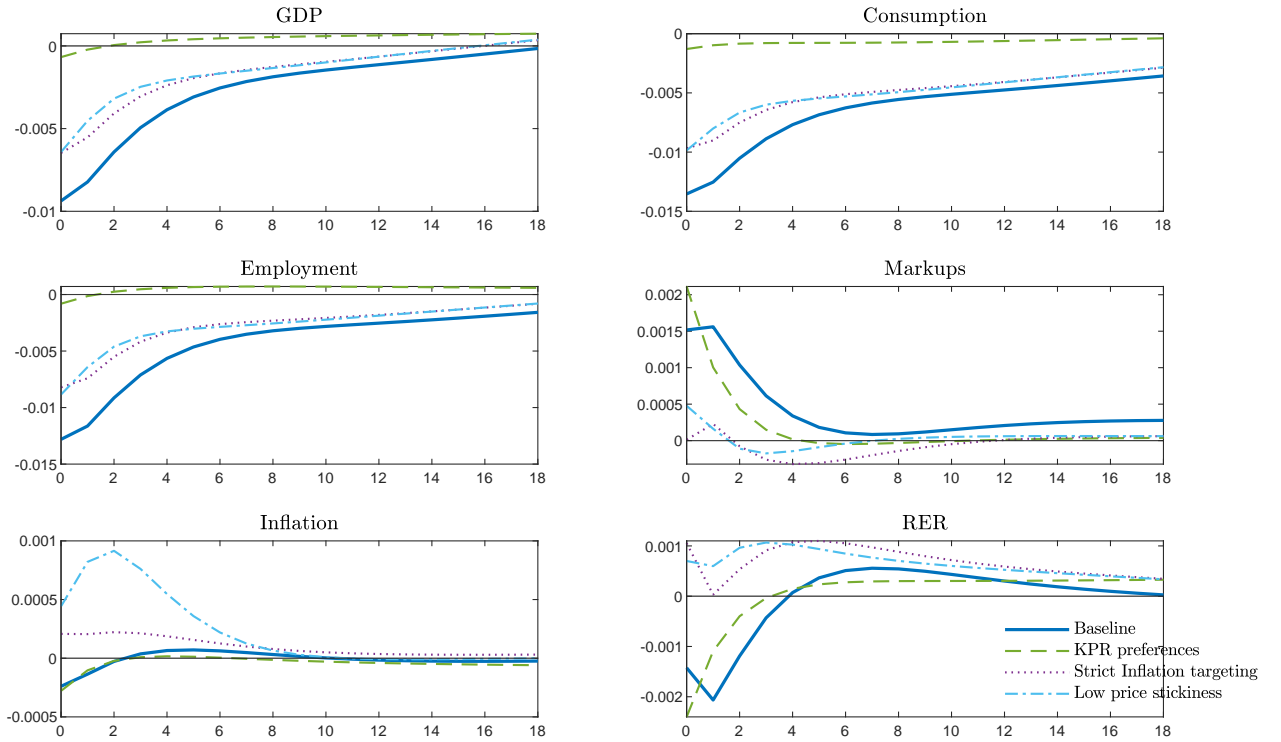 GDP
0
-0.005
-0.01
0 2 4 6 8 10 12 14 16 18
Consumption
0
-0.005
-0.01
-0.015
0 2 4 6 8 10 12 14 16 18
Employment
0
-0.005
-0.01
-0.015
0 2 4 6 8 10 12 14 16 18
Markups
0.002
0.0015
0.001
0.0005
0
0 2 4 6 8 10 12 14 16 18
Inflation
0.001
0.0005
0
-0.0005
0 2 4 6 8 10 12 14 16 18
RER
0.001
0
-0.001
-0.002
0 2 4 6 8 10 12 14 16 18
Baseline
KPR preferences
Strict Inflation targeting
Low price stickiness